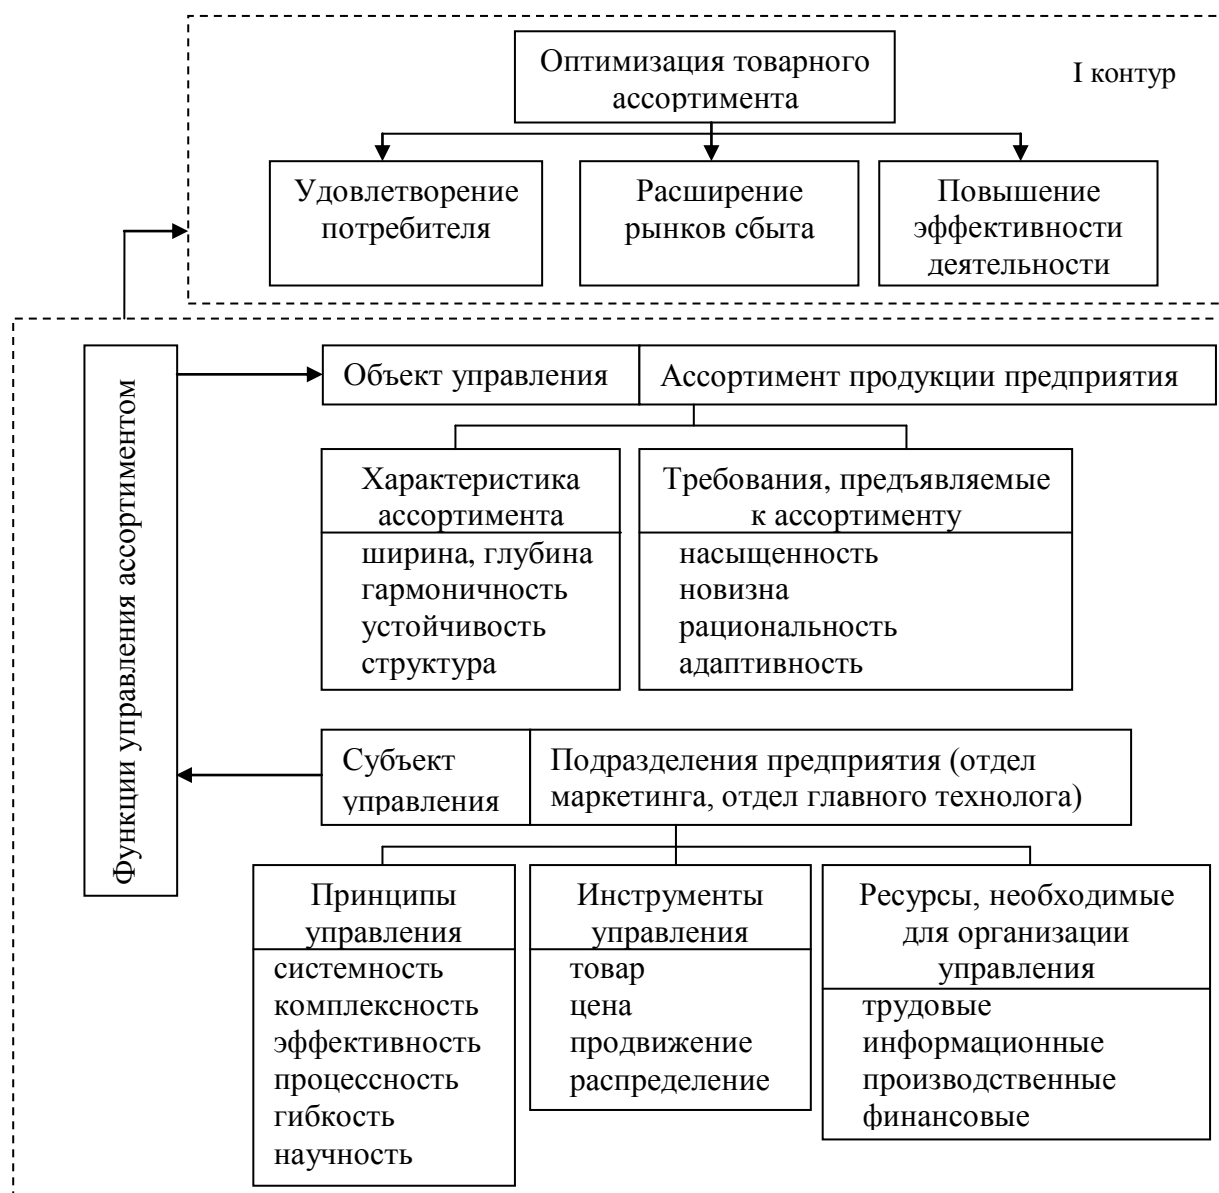 Оптимизация товарного
ассортимента
I контур
Удовлетворение
потребителя
Расширение
рынков сбыта
Повышение
эффективности
деятельности
Функции управления ассортиментом
Объект управления
Ассортимент продукции предприятия
Характеристика
ассортимента
ширина, глубина
гармоничность
устойчивость
структура
Требования, предъявляемые
к ассортименту
насыщенность
новизна
рациональность
адаптивность
Субъект
управления
Подразделения предприятия (отдел
маркетинга, отдел главного технолога)
Принципы
управления
системность
комплексность
эффективность
процессность
гибкость
научность
Инструменты
управления
товар
цена
продвижение
распределение
Ресурсы, необходимые
для организации
управления
трудовые
информационные
производственные
финансовые